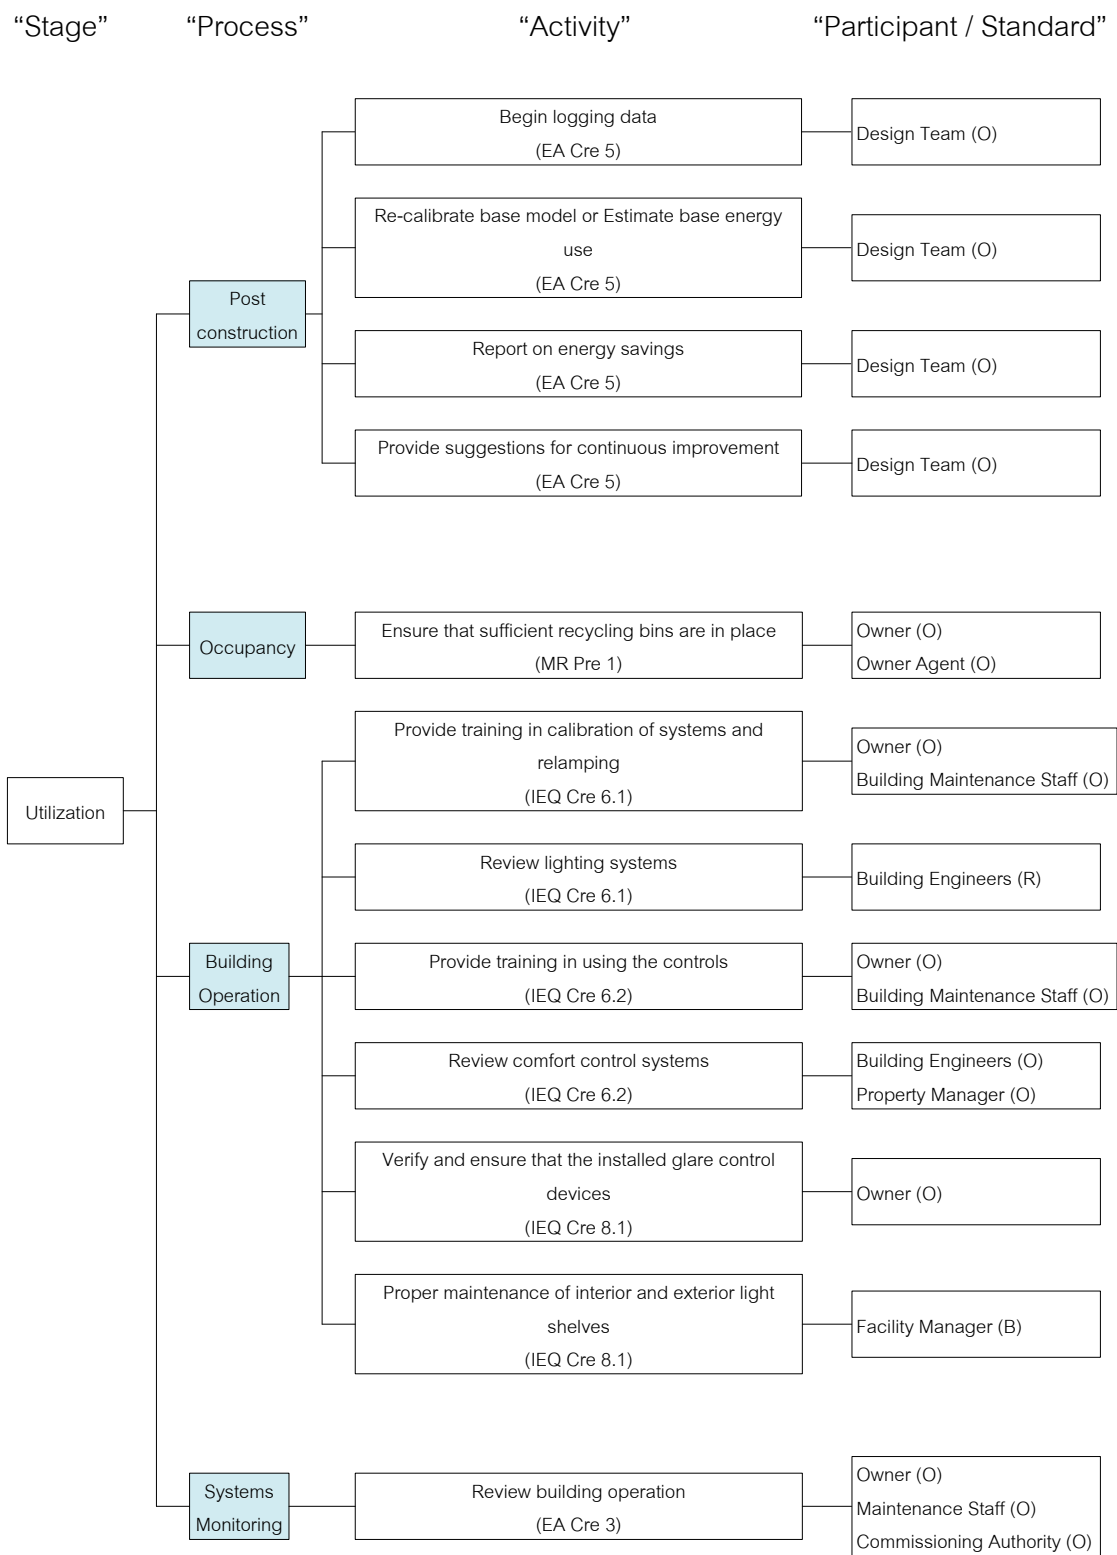 “Stage”
“Process”
“Activity”
“Participant / Standard”
Begin logging data
(EA Cre 5)
Design Team (O)
Re-calibrate base model or Estimate base energy
use
(EA Cre 5)
Design Team (O)
Post
construction
Report on energy savings
(EA Cre 5)
Design Team (O)
Provide suggestions for continuous improvement
(EA Cre 5)
Design Team (O)
Occupancy
Ensure that sufficient recycling bins are in place
(MR Pre 1)
Owner (O)
Owner Agent (O)
Provide training in calibration of systems and
relamping
(IEQ Cre 6.1)
Owner (O)
Building Maintenance Staff (O)
Utilization
Review lighting systems
(IEQ Cre 6.1)
Building Engineers (R)
Building
Operation
Provide training in using the controls
(IEQ Cre 6.2)
Owner (O)
Building Maintenance Staff (O)
Review comfort control systems
(IEQ Cre 6.2)
Building Engineers (O)
Property Manager (O)
Verify and ensure that the installed glare control
devices
(IEQ Cre 8.1)
Owner (O)
Proper maintenance of interior and exterior light
shelves
(IEQ Cre 8.1)
Facility Manager (B)
Systems
Monitoring
Review building operation
(EA Cre 3)
Owner (O)
Maintenance Staff (O)
Commissioning Authority (O)